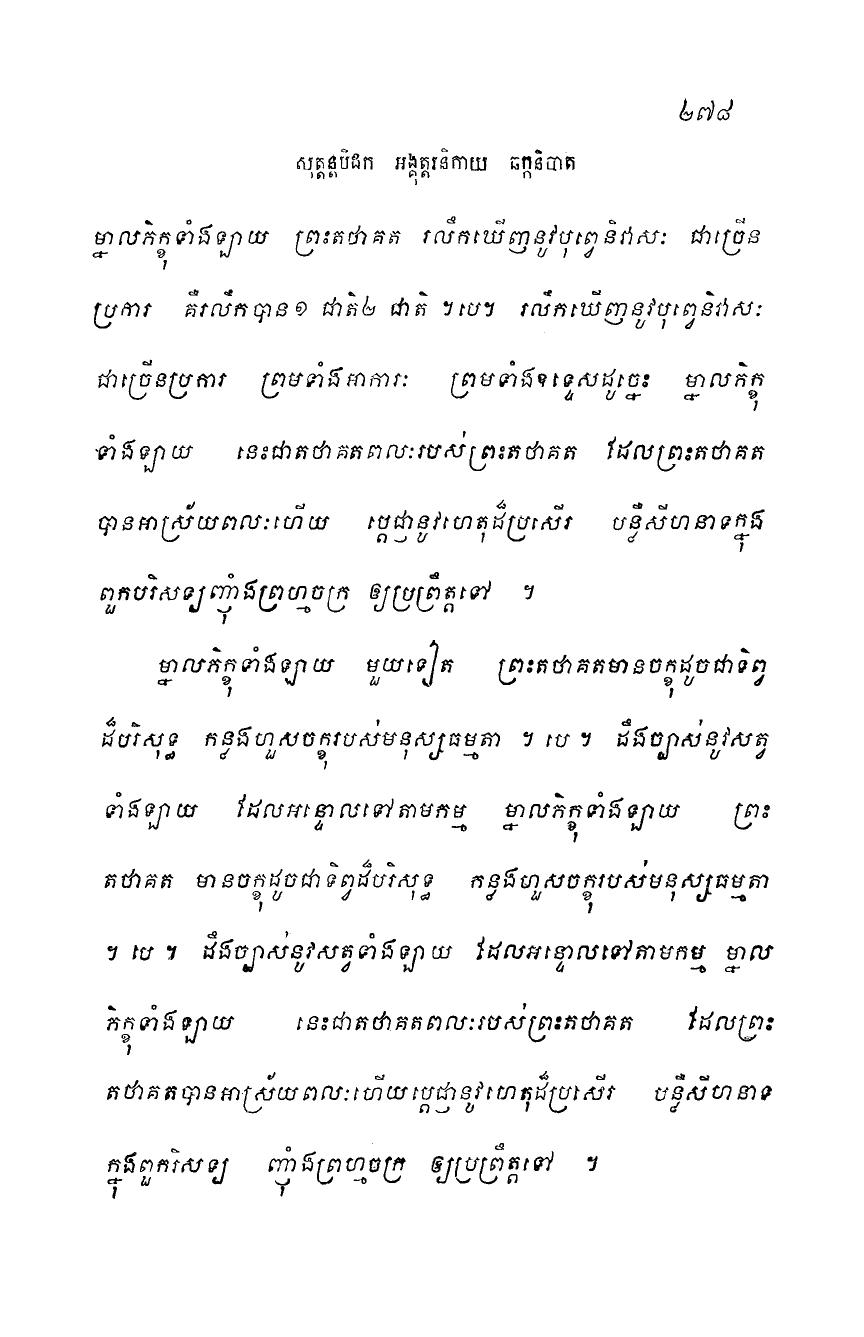 ២៧៨
សុត្តន្តបិដក អង្គុត្តរនិកាយ ឆក្កនិបាត
ម្នាលភិក្ខុទាំងឡាយ ព្រះតថាគត រលឹកឃើញនូវបុព្វេនិវាសៈ ជាច្រើន
ប្រការ គឺរលឹកបាន១ ជាតិ២ ជាតិ ។បេ។ រលឹកឃើញនូវបុព្វេនិវាសៈ
ជាច្រើនប្រការ ព្រមទាំងអាការៈ ព្រមទាំងឧទ្ទេសដូច្នេះ ម្នាលភិក្ខុ
ទាំងឡាយ នេះជាតថាគតពលៈរបស់ព្រះតថាគត ដែលព្រះតថាគត
បានអាស្រ័យពលៈហើយ ប្តេជ្ញានូវហេតុដ៏ប្រសើរ បន្លឺសីហនាទក្នុង
ពួកបរិសទ្យញ៉ាំងព្រហ្មចក្រ ឲ្យប្រព្រឹត្តទៅ ។
ម្នាលភិក្ខុទាំងឡាយ មួយទៀត ព្រះតថាគតមានចក្ខុដូចជាទិព្វ
ដ៏បរិសុទ្ធ កន្លងហួសចក្ខុរបស់មនុស្សធម្មតា ។ បេ ។ ដឹងច្បាស់នូវសត្វ
ទាំងឡាយ ដែលអន្ទោលទៅតាមកម្ម ម្នាលភិក្ខុទាំងឡាយ ព្រះ
តថាគត មានចក្ខុដូចជាទិព្វដ៏បរិសុទ្ធ កន្លងហួសចក្ខុរបស់មនុស្សធម្មតា
។ បេ ។ ដឹងច្បាស់នូវសត្វទាំងឡាយ ដែលអន្ទោលទៅតាមកម្ម ម្នាល
ភិក្ខុទាំងឡាយ នេះជាតថាគតពលៈរបស់ព្រះតថាគត ដែលព្រះ
តថាគតបានអាស្រ័យពលៈហើយប្តេជ្ញានូវហេតុដ៏ប្រសើរ បន្លឺសីហនាទ
ក្នុងពួករិសទ្យ ញ៉ាំងព្រហ្មចក្រ ឲ្យប្រព្រឹត្តទៅ ។